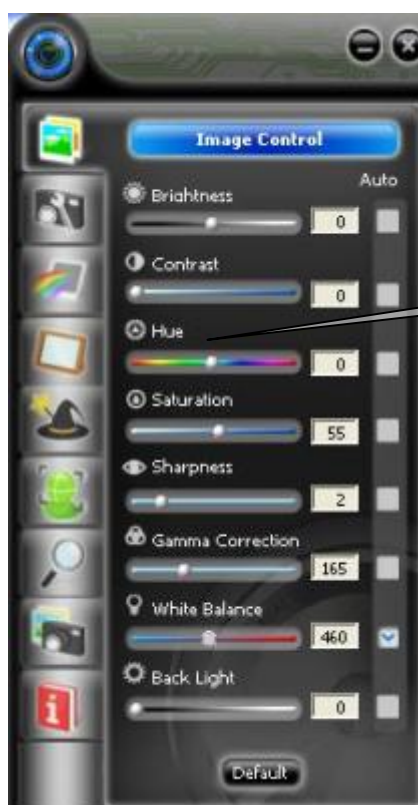 Image Control
Auto
Brightness
0
Contrast
0
Hue
0
Saturation
55
Sharpness
2
Gamma Correction
165
White Balance
460
Back Light
0
Default